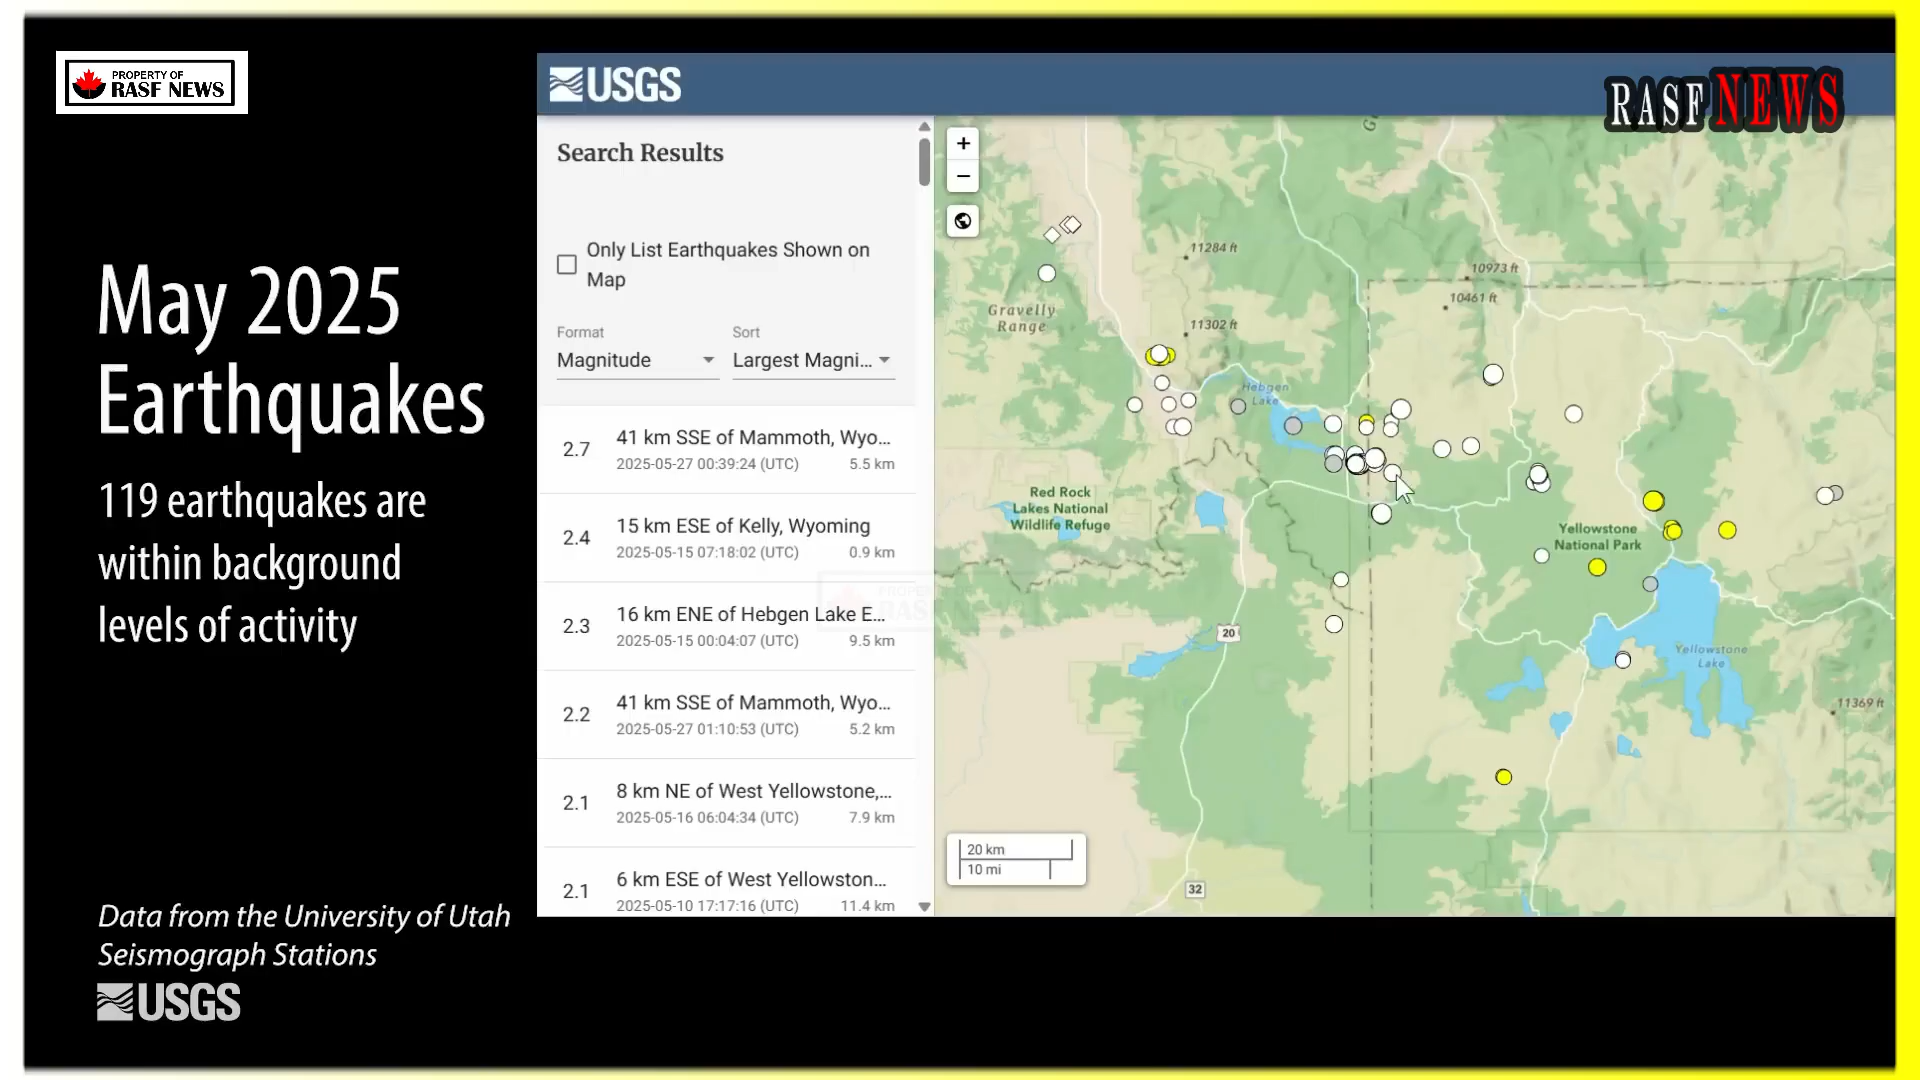 PROPERTY OF
RASF NEWS
May 2025
Earthquakes
119 earthquakes are
within background
levels of activity
Data from the University of Utah
Seismograph Stations
USGS
USGS
RASF NEWS
Search Results
Only List Earthquakes Shown on
Map
Format
Magnitude
Sort
Largest Magni...
2.7
41 km SSE of Mammoth, Wyo...
2025-05-27 00:39:24 (UTC) 5.5 km
2.4
15 km ESE of Kelly, Wyoming
2025-05-15 07:18:02 (UTC) 0.9 km
2.3
16 km ENE of Hebgen Lake E...
2025-05-15 00:04:07 (UTC) 9.5 km
2.2
41 km SSE of Mammoth, Wyo...
2025-05-27 01:10:53 (UTC) 5.2 km
2.1
8 km NE of West Yellowstone,...
2025-05-16 06:04:34 (UTC) 7.9 km
2.1
6 km ESE of West Yellowston...
2025-05-10 17:17:16 (UTC) 11.4 km
PROPERTY OF
RASF NEWS
+
−
11284 ft
10973 ft
10461 ft
Gravelly
Range
11302 ft
Hebgen
Lake
Red Rock
Lakes National
Wildlife Refuge
Yellowstone
National Park
20
Yellowstone
Lake
11369 ft
20 km
10 mi
32